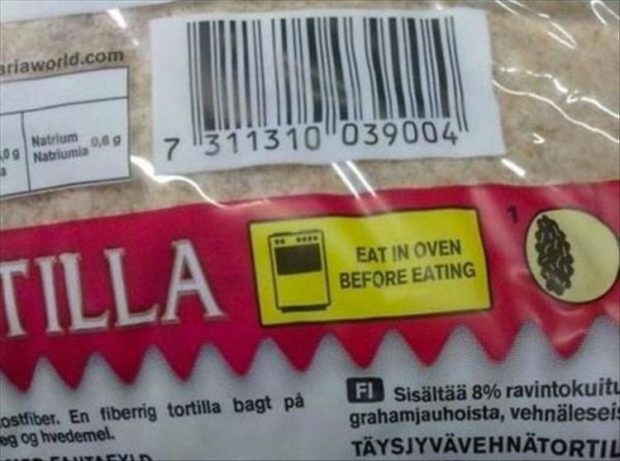 ariaworld.com
Natrium 0,6 g
Natriumia
7 311310 039004
TILLA
EAT IN OVEN
BEFORE EATING
1
ostfiber. En fiberrig tortilla bagt på
eg og hvedemel.
FI Sisältää 8% ravintokuitu
grahamjauhoista, vehnäleseis
TÄYSJYVÄVEHNÄTORTIL